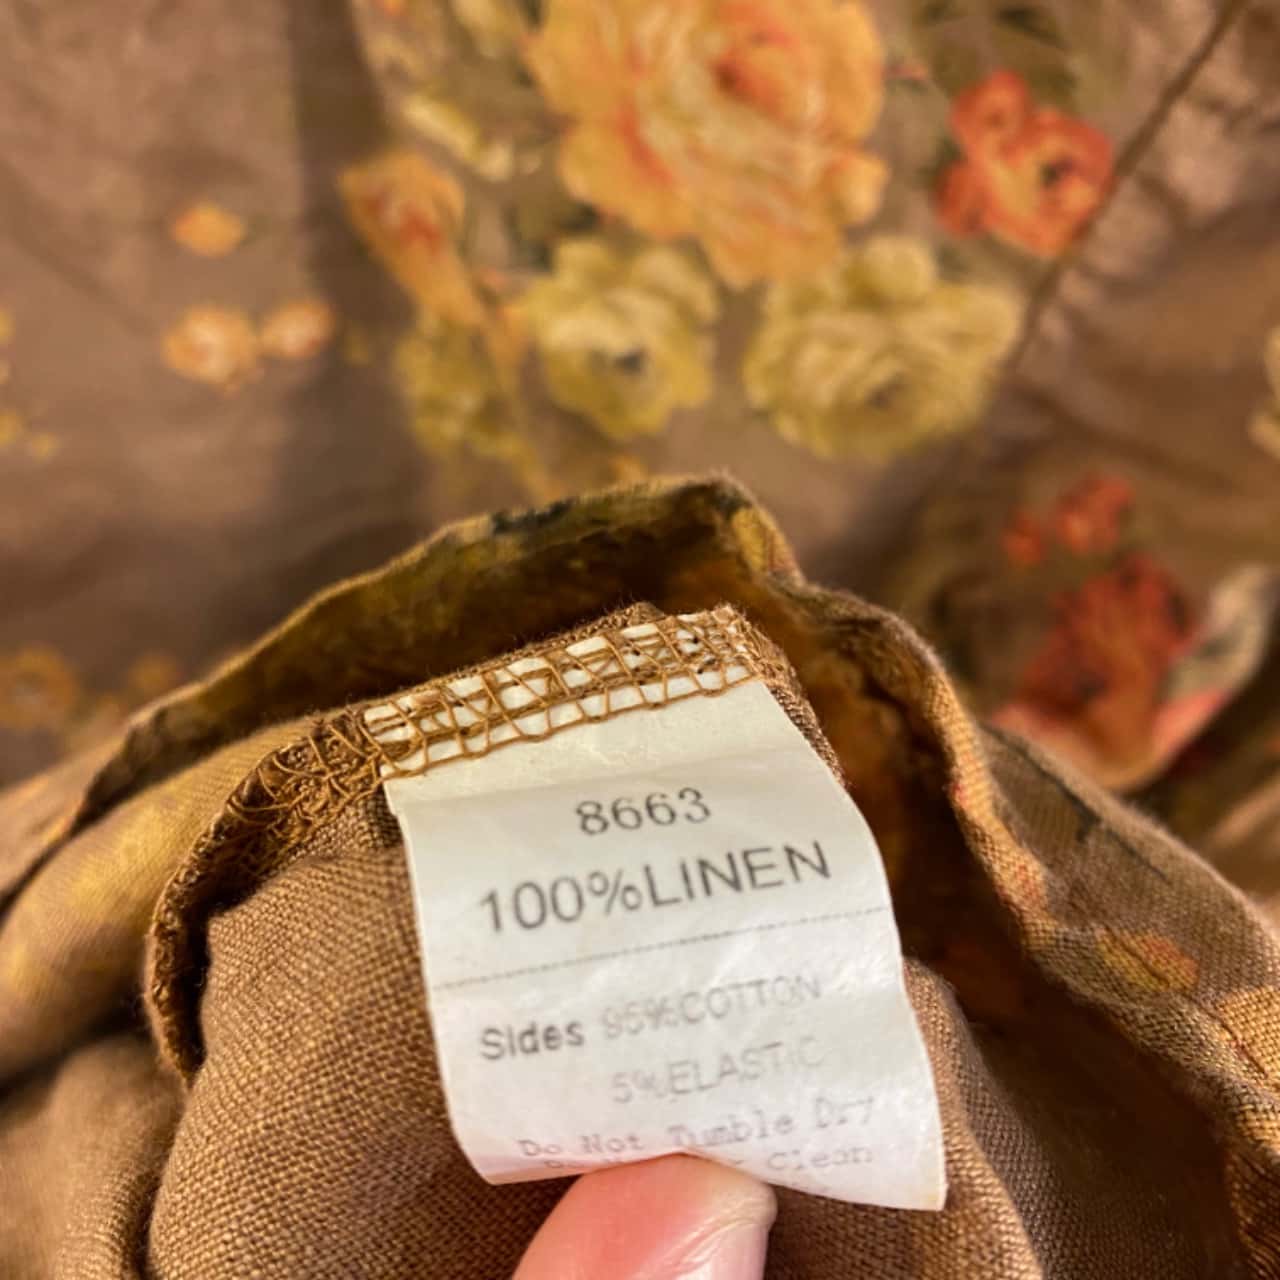 8663
100%LINEN
Sides 95%COTTON
5%ELASTIC
Do Not Tumble Dry
Clean